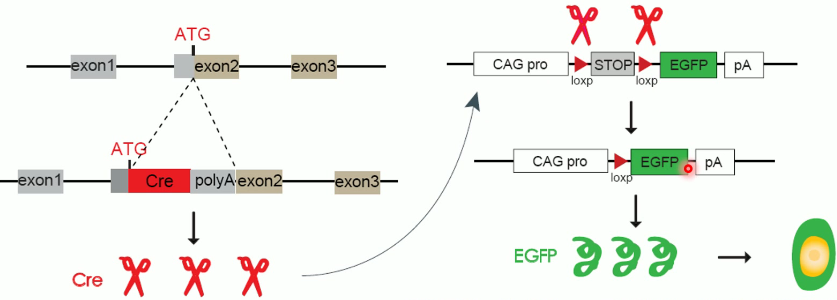 ATG
exon1
exon2
exon3
ATG
exon1
Cre
polyA
exon2
exon3
Cre
CAG pro
loxp
STOP
loxp
EGFP
pA
CAG pro
loxp
EGFP
pA
EGFP